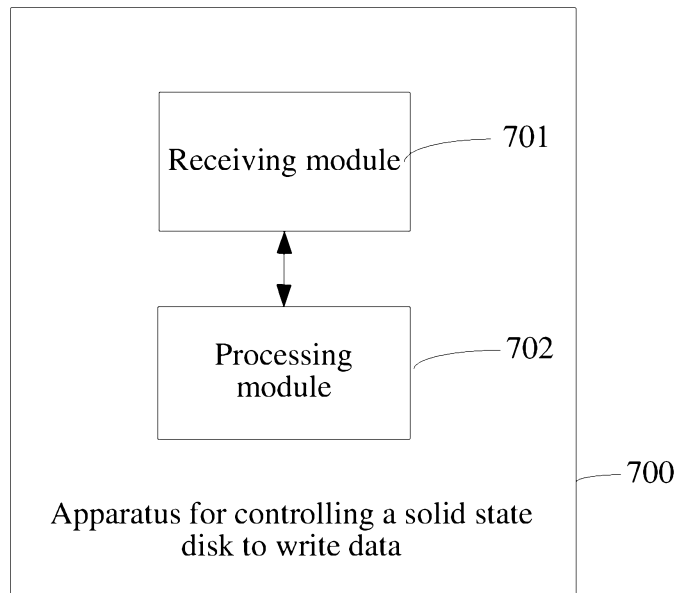 Receiving module
701
Processing
module
702
700
Apparatus for controlling a solid state
disk to write data